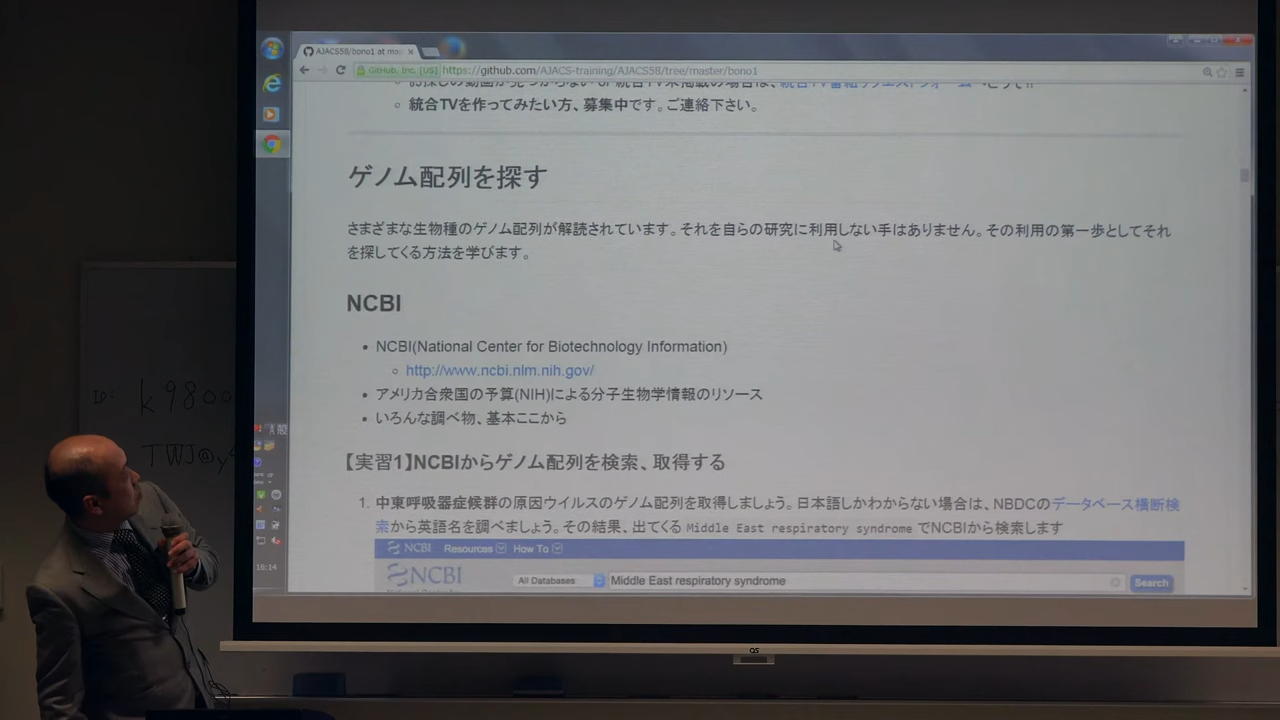 AJACS58/bono1 at mas
GitHub, Inc. [US] https://github.com/AJACS-training/AJACS58/tree/master/bono1
統合TVを作ってみたい方、募集中です。ご連絡下さい。
ゲノム配列を探す
さまざまな生物種のゲノム配列が解読されています。それを自らの研究に利用しない手はありません。その利用の第一歩としてそれ
を探してくる方法を学びます。
NCBI
NCBI(National Center for Biotechnology Information)
http://www.ncbi.nlm.nih.gov/
アメリカ合衆国の予算(NIH)による分子生物学情報のリソース
いろんな調べ物、基本ここから
【実習1】NCBIからゲノム配列を検索、取得する
1. 中東呼吸器症候群の原因ウイルスのゲノム配列を取得しましょう。日本語しかわからない場合は、NBDCのデータベース横断検
索から英語名を調べましょう。その結果、出てくる Middle East respiratory syndrome でNCBIから検索します
NCBI Resources How To
NCBI All Databases Middle East respiratory syndrome Search
ID: k9800
TWJ@y
般
16:14
OS